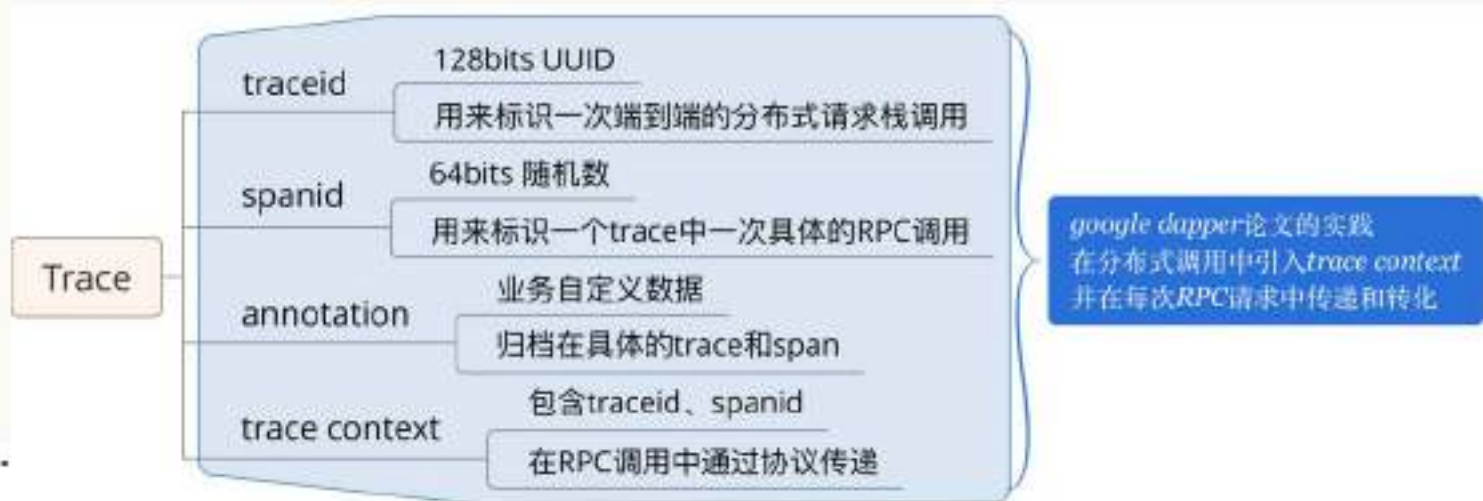 Trace
traceid
128bits UUID
用来标识一次端到端的分布式请求栈调用
spanid
64bits 随机数
用来标识一个trace中一次具体的RPC调用
annotation
业务自定义数据
归档在具体的trace和span
trace context
包含traceid、spanid
在RPC调用中通过协议传递
google dapper论文的实践
在分布式调用中引入trace context
并在每次RPC请求中传递和转化